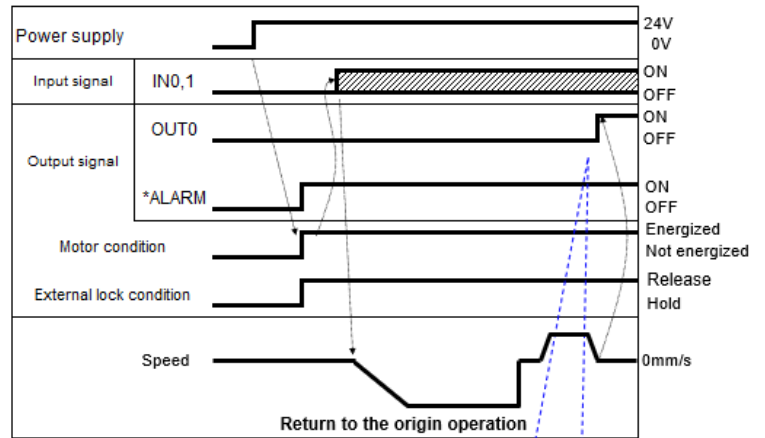 Power supply
24V
0V
Input signal
IN0,1
ON
OFF
Output signal
OUT0
ON
OFF
*ALARM
ON
OFF
Motor condition
Energized
Not energized
External lock condition
Release
Hold
Speed
0mm/s
Return to the origin operation